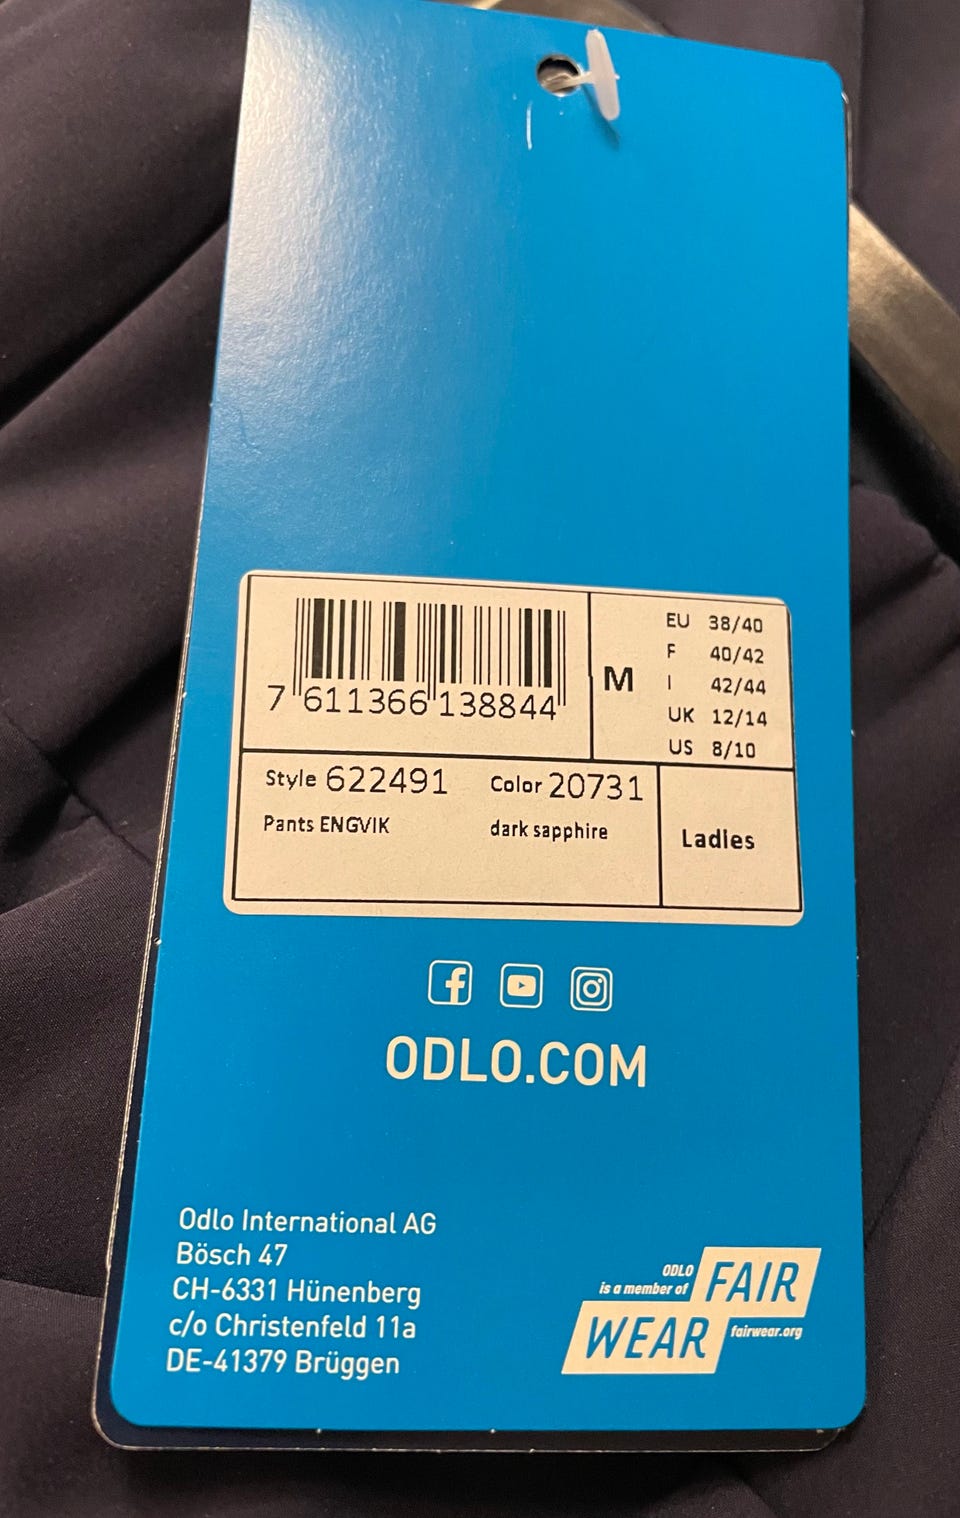 7 611366 138844
M
EU 38/40
F 40/42
I 42/44
UK 12/14
US 8/10
Style 622491 Color 20731
Pants ENGVIK dark sapphire
Ladies
ODLO.COM
Odlo International AG
Bösch 47
CH-6331 Hünenberg
c/o Christenfeld 11a
DE-41379 Brüggen
ODLO
is a member of
FAIR
WEAR
fairwear.org